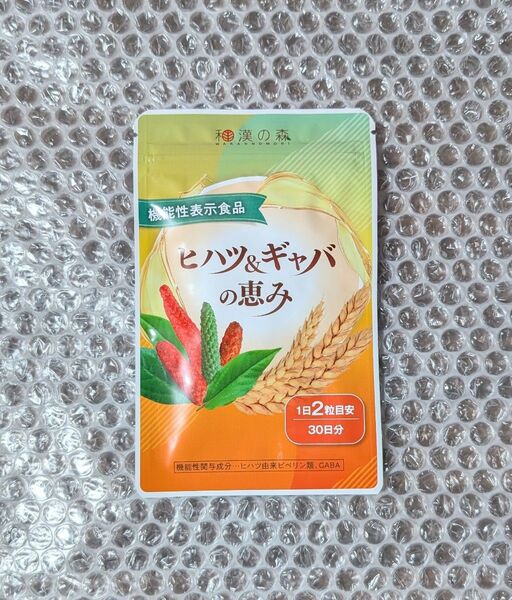 和漢の森
WAKANNOMORI
機能性表示食品
ヒハツ&ギャバ
の恵み
1日2粒目安
30日分
機能性関与成分…ヒハツ由来ピペリン類、GABA